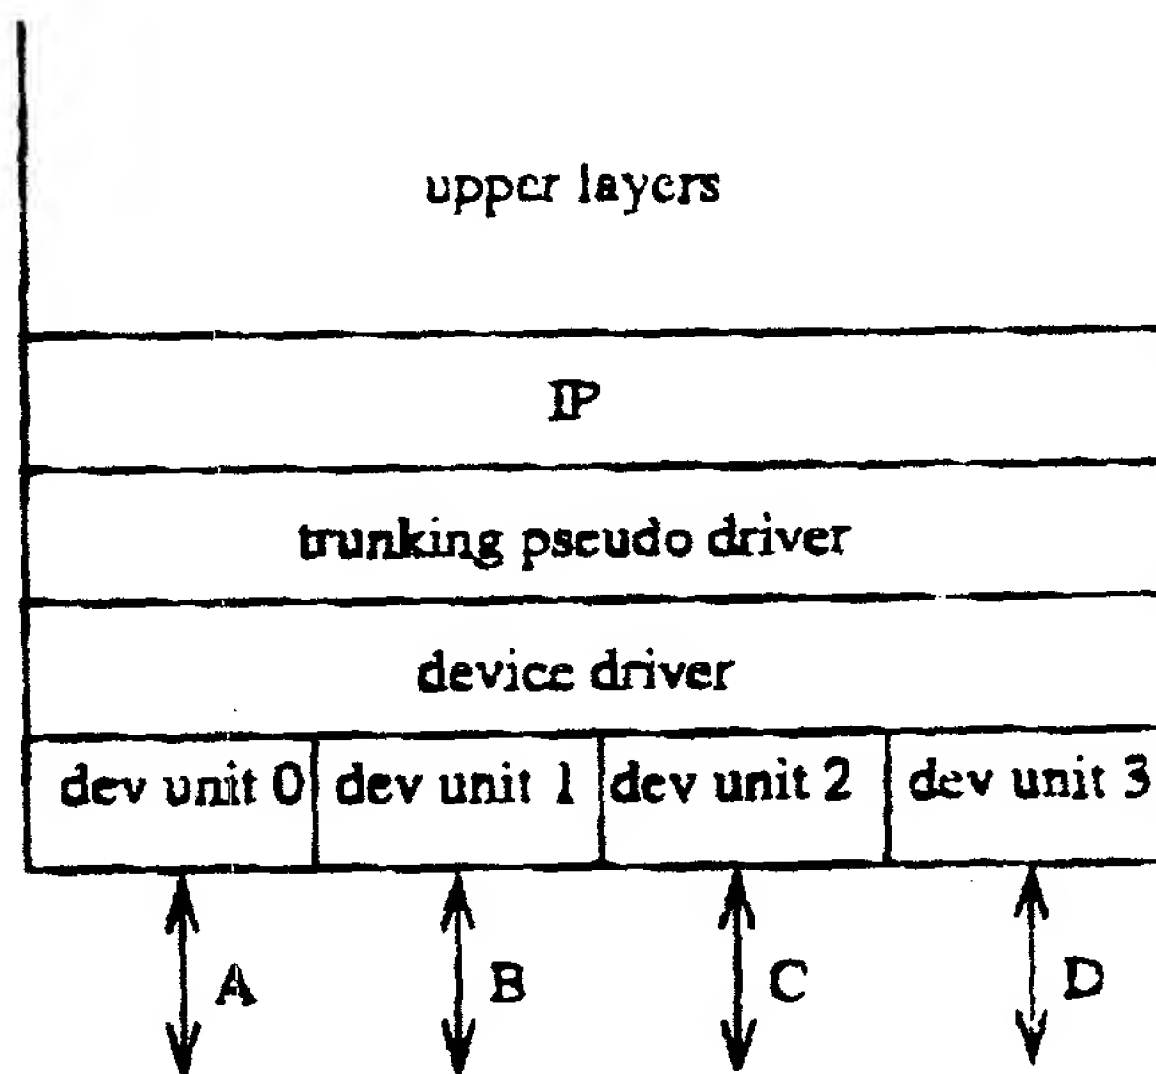 upper layers
IP
trunking pseudo driver
device driver
dev unit 0 dev unit 1 dev unit 2 dev unit 3
A B C D